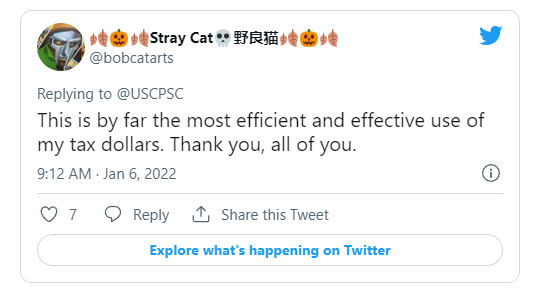 🍂🎃🍂Stray Cat💀野良猫🍂🎃🍂
@bobcatarts
Replying to @USCPSC
This is by far the most efficient and effective use of
my tax dollars. Thank you, all of you.
9:12 AM · Jan 6, 2022
7 Reply Share this Tweet
Explore what's happening on Twitter